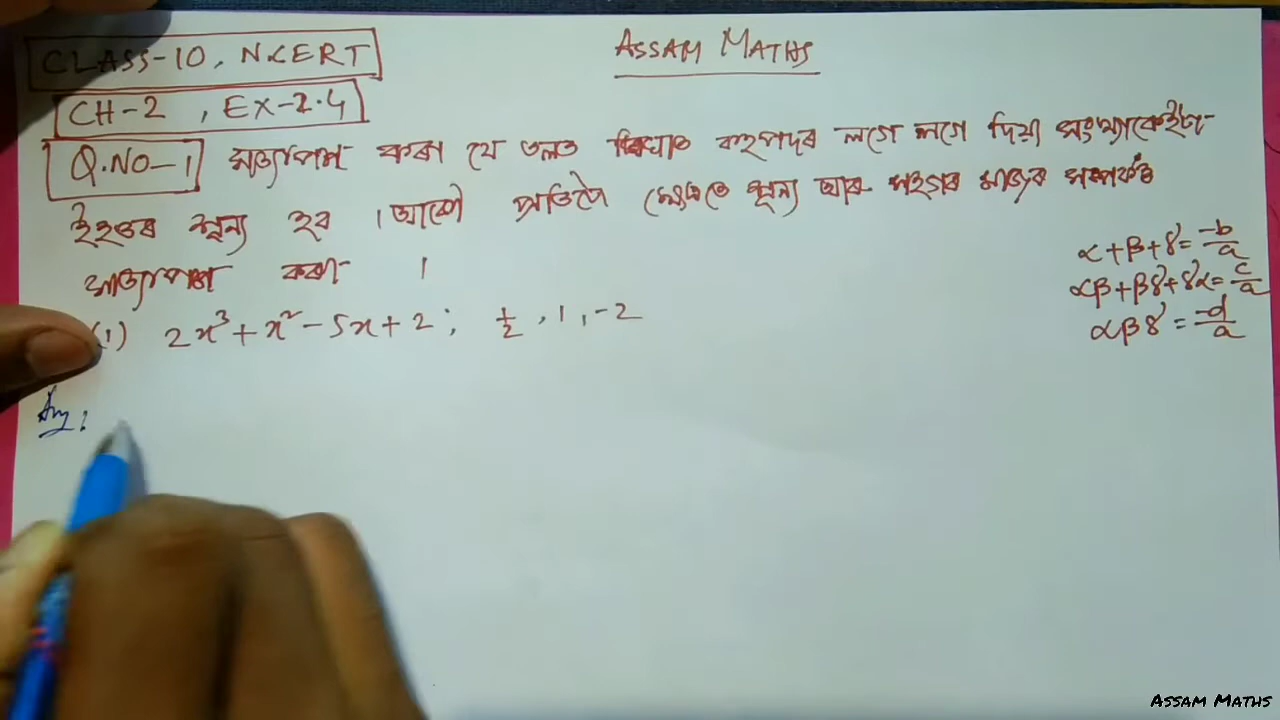 CLASS-10, NCERT
ASSAM MATHS
CH-2 , EX-2.4
Q.NO-1 সত্যাপন কৰা যে তলত ত্ৰিঘাত বহুপদৰ লগে লগে দিয়া সংখ্যাকেইটা
ইহঁতৰ শূন্য হব । আৰু প্ৰতিটো ক্ষেত্ৰতে শূন্য আৰু সহগৰ মাজৰ সম্পৰ্কও
সত্যাপন কৰা ।
α+β+γ=-b/a
αβ+βγ+γα=c/a
αβγ=-d/a
(1) 2x³+x²-5x+2; 1/2, 1, -2
Ans:
ASSAM MATHS